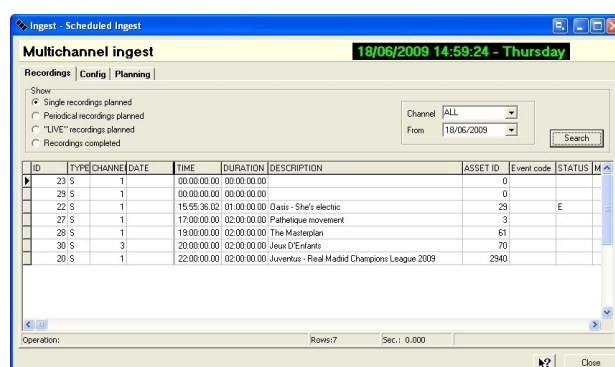 Ingest - Scheduled Ingest
Multichannel ingest
18/06/2009 14:59:24 - Thursday
Recordings Config Planning
Show
Single recordings planned
Periodical recordings planned
"LIVE" recordings planned
Recordings completed
Channel ALL
From 18/06/2009
Search
ID TYPE CHANNEL DATE TIME DURATION DESCRIPTION ASSET ID Event code STATUS M
23 S 1 00:00:00.00 00:00:00.00 0
29 S 1 00:00:00.00 00:00:00.00 0
22 S 1 15:55:36.02 01:00:00.00 Oasis - She's electric 29 E
27 S 1 17:00:00.00 02:00:00.00 Pathetique movement 3
28 S 1 19:00:00.00 02:00:00.00 The Masterplan 61
30 S 3 20:00:00.00 02:00:00.00 Jeux D'Enfants 70
20 S 1 22:00:00.00 02:00:00.00 Juventus - Real Madrid Champions League 2009 2940
Operation: Rows:7 Sec.: 0.000
Close